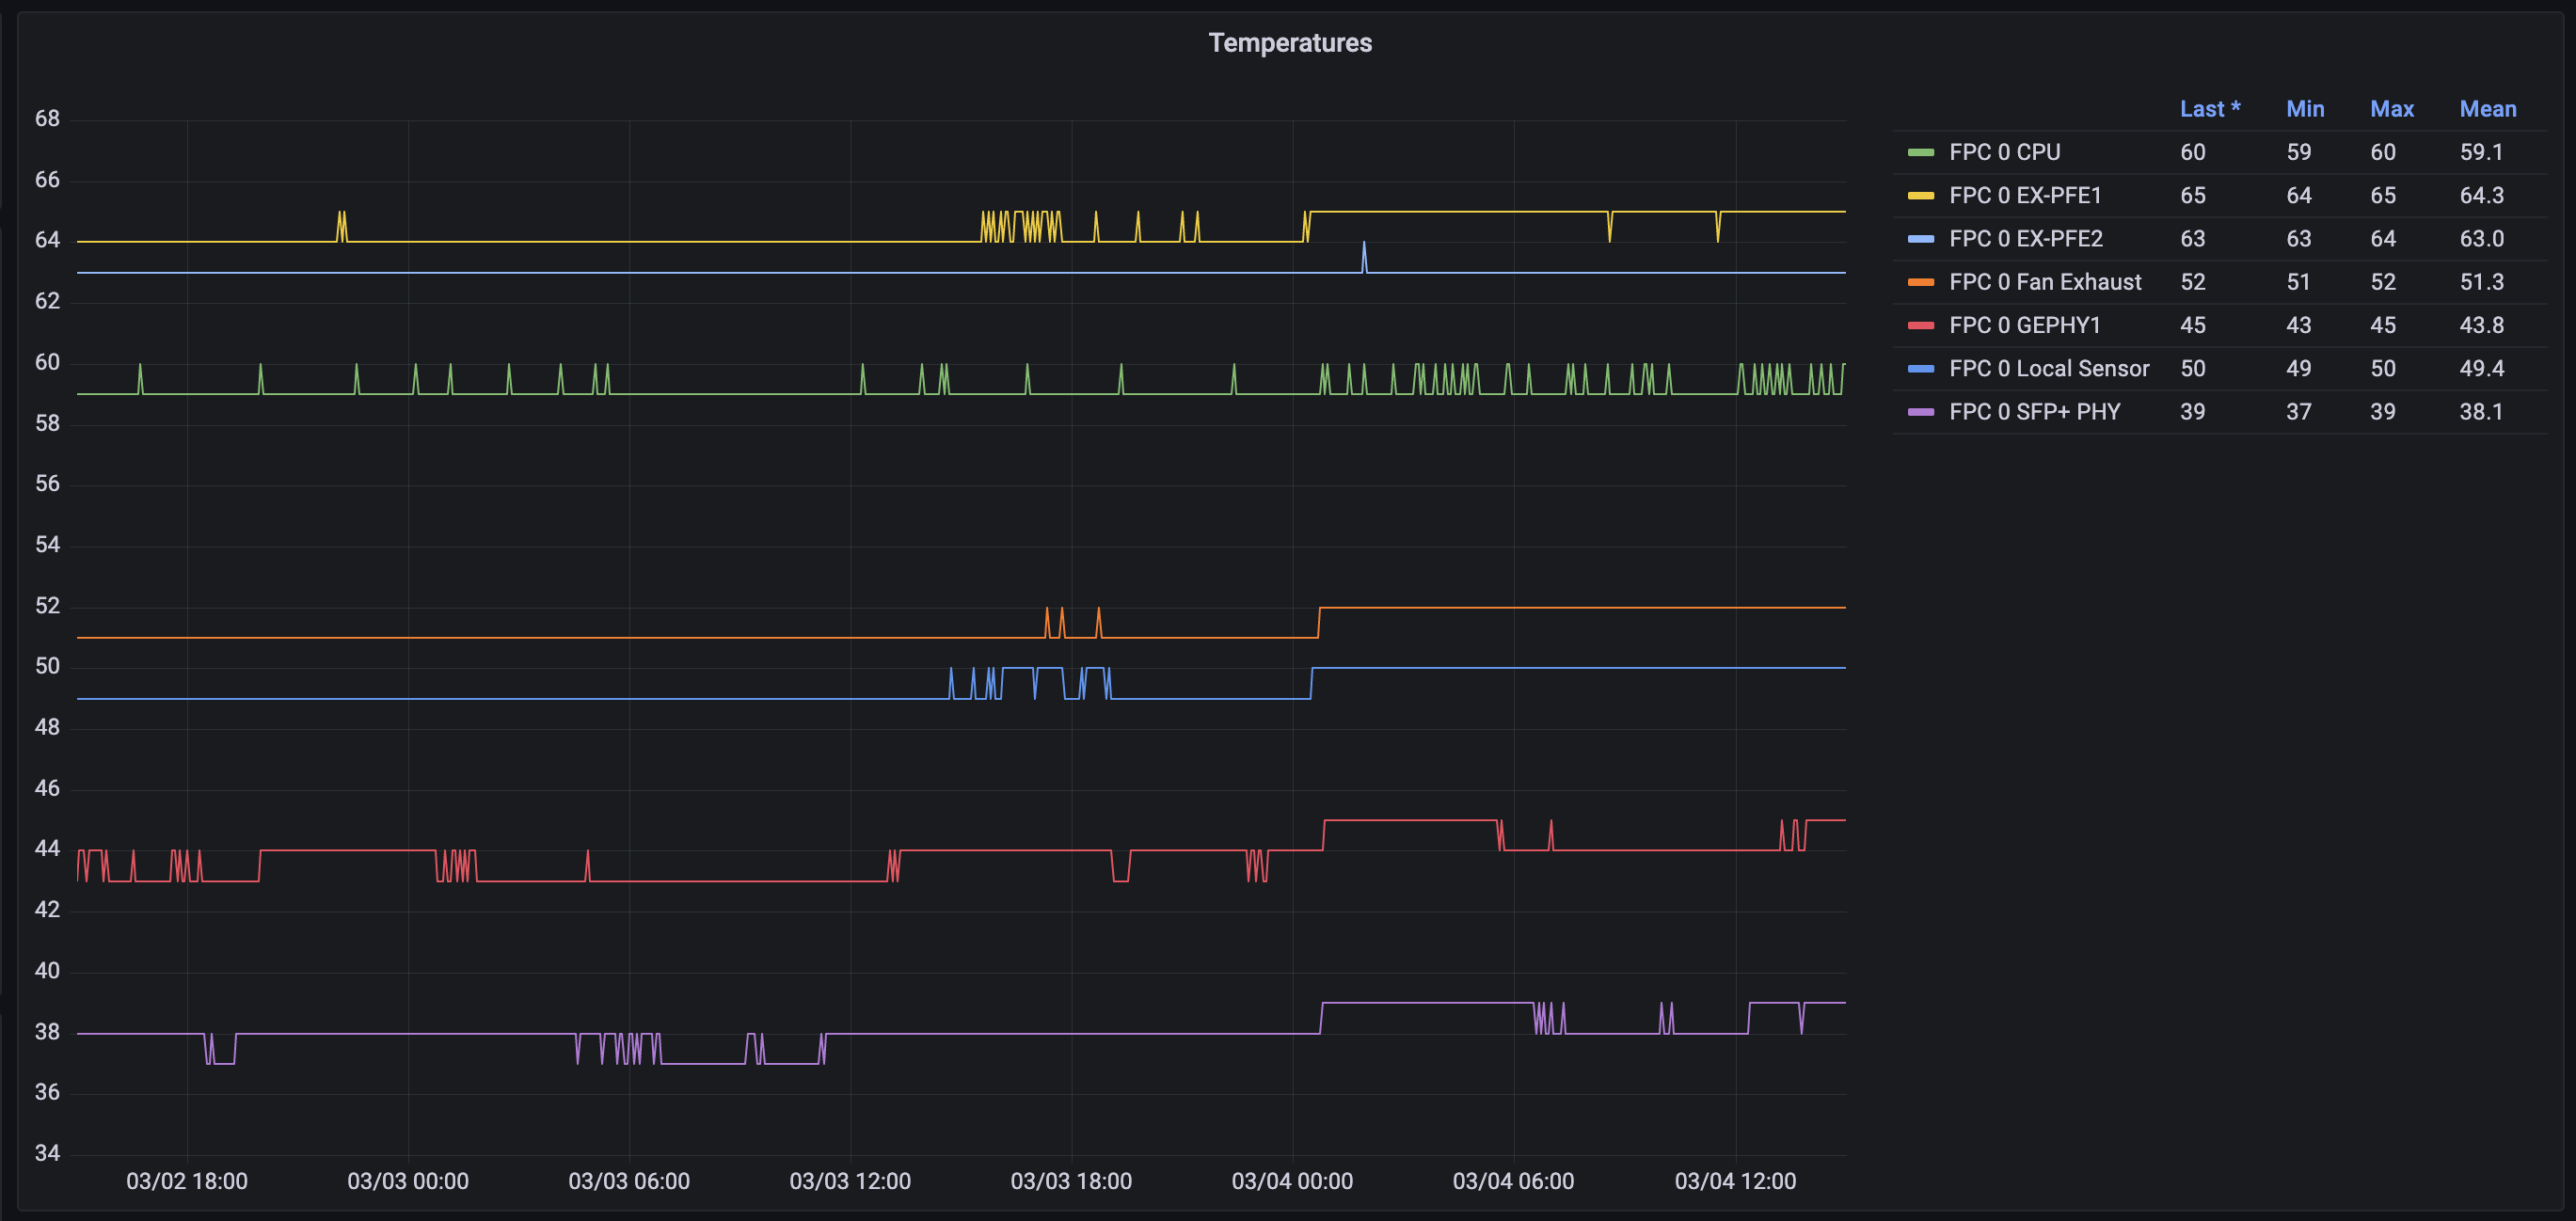 Temperatures
Last * Min Max Mean
FPC 0 CPU 60 59 60 59.1
FPC 0 EX-PFE1 65 64 65 64.3
FPC 0 EX-PFE2 63 63 64 63.0
FPC 0 Fan Exhaust 52 51 52 51.3
FPC 0 GEPHY1 45 43 45 43.8
FPC 0 Local Sensor 50 49 50 49.4
FPC 0 SFP+ PHY 39 37 39 38.1
68
66
64
62
60
58
56
54
52
50
48
46
44
42
40
38
36
34
03/02 18:00 03/03 00:00 03/03 06:00 03/03 12:00 03/03 18:00 03/04 00:00 03/04 06:00 03/04 12:00